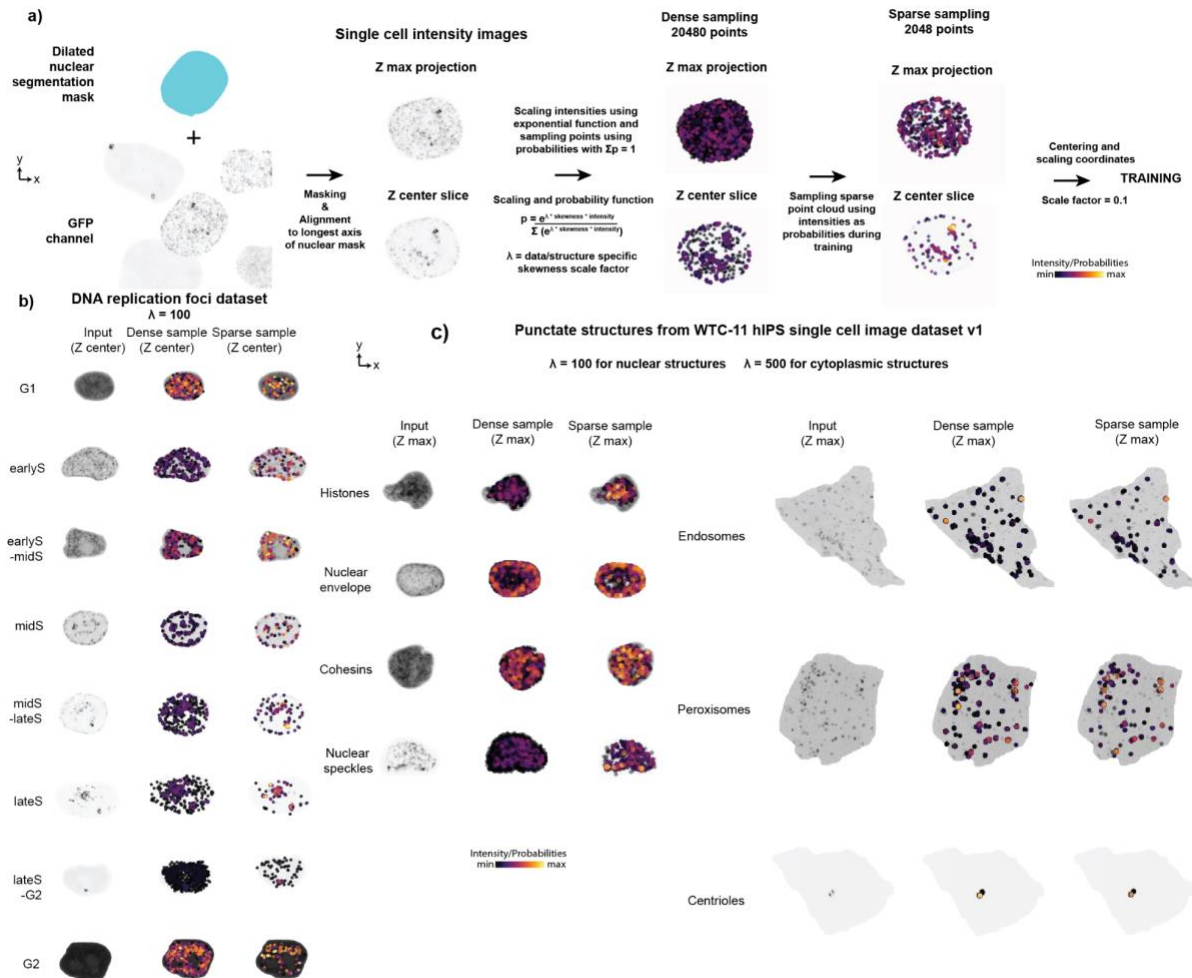 a)
Dilated
nuclear
segmentation
mask
+
y
x
GFP
channel
Masking
&
Alignment
to longest axis
of nuclear mask
Single cell intensity images
Z max projection
Z center slice
Scaling intensities using
exponential function and
sampling points using
probabilities with Σp = 1
Scaling and probability function
p = e^λ * skewness * intensity
Σ (e^λ * skewness * intensity)
λ = data/structure specific
skewness scale factor
Dense sampling
20480 points
Z max projection
Z center slice
Sampling sparse
point cloud using
intensities as
probabilities during
training
Sparse sampling
2048 points
Z max projection
Z center slice
Centering and
scaling coordinates
Scale factor = 0.1
TRAINING
Intensity/Probabilities
min max
b)
DNA replication foci dataset
λ = 100
Input
(Z center)
Dense sample
(Z center)
Sparse sample
(Z center)
G1
earlyS
earlyS
-midS
midS
midS
-lateS
lateS
lateS
-G2
G2
y
x
c)
Punctate structures from WTC-11 hIPS single cell image dataset v1
λ = 100 for nuclear structures λ = 500 for cytoplasmic structures
Input
(Z max)
Dense sample
(Z max)
Sparse sample
(Z max)
Histones
Nuclear
envelope
Cohesins
Nuclear
speckles
Intensity/Probabilities
min max
Input
(Z max)
Dense sample
(Z max)
Sparse sample
(Z max)
Endosomes
Peroxisomes
Centrioles